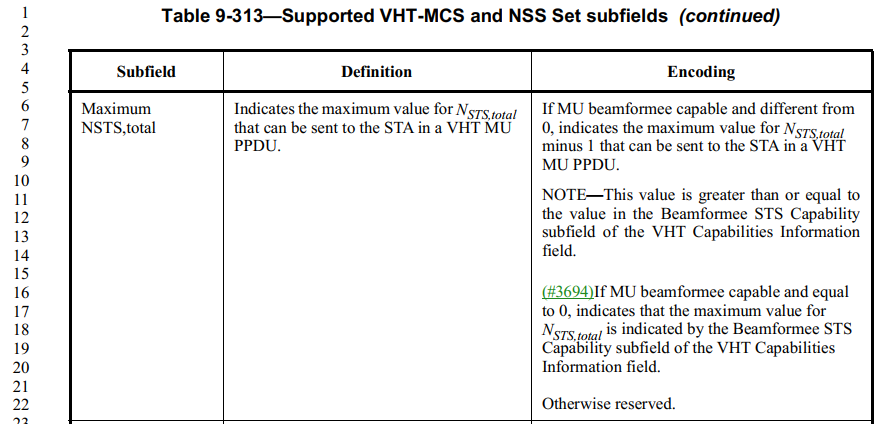 1
2
3
4
5
6
7
8
9
10
11
12
13
14
15
16
17
18
19
20
21
22
23
Table 9-313—Supported VHT-MCS and NSS Set subfields (continued)
Subfield Definition Encoding
Maximum
NSTS,total
Indicates the maximum value for NSTS,total
that can be sent to the STA in a VHT MU
PPDU.
If MU beamformee capable and different from
0, indicates the maximum value for NSTS,total
minus 1 that can be sent to the STA in a VHT
MU PPDU.
NOTE—This value is greater than or equal to
the value in the Beamformee STS Capability
subfield of the VHT Capabilities Information
field.
(#3694)If MU beamformee capable and equal
to 0, indicates that the maximum value for
NSTS,total is indicated by the Beamformee STS
Capability subfield of the VHT Capabilities
Information field.
Otherwise reserved.